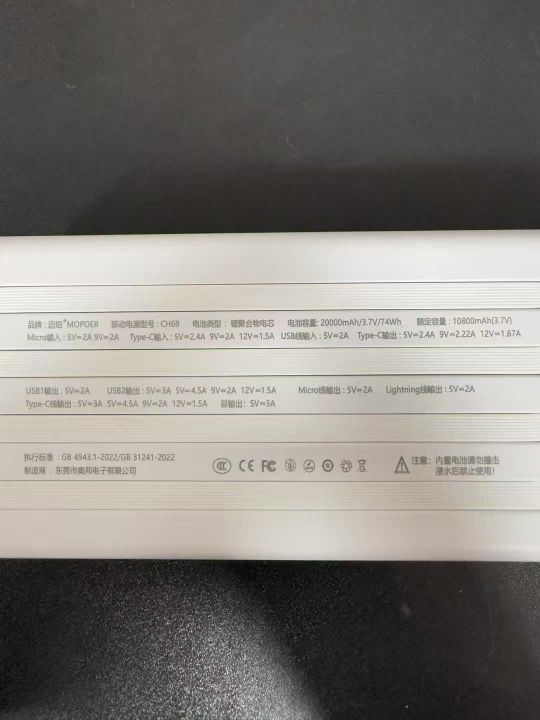 品牌：迈珀®MOPOER 移动电源型号：CH69 电池类型：锂聚合物电芯 电池容量: 20000mAh/3.7V/74Wh 额定容量：10800mAh(3.7V)
Micro输入：5V=2A 9V=2A Type-C输入：5V=2.4A 9V=2A 12V=1.5A USB线输入：5V=2A Type-C输出：5V=2.4A 9V=2.22A 12V=1.67A
USB1输出：5V=2A USB2输出：5V=3A 5V=4.5A 9V=2A 12V=1.5A Micro线输出：5V=2A Lightning线输出：5V=2A
Type-C线输出：5V=3A 5V=4.5A 9V=2A 12V=1.5A 总输出：5V=3A
执行标准：GB 4943.1-2022/GB 31241-2022
制造商：东莞市奥邦电子有限公司
CCC CE FC
注意：内置电池请勿撞击
浸水后禁止使用!